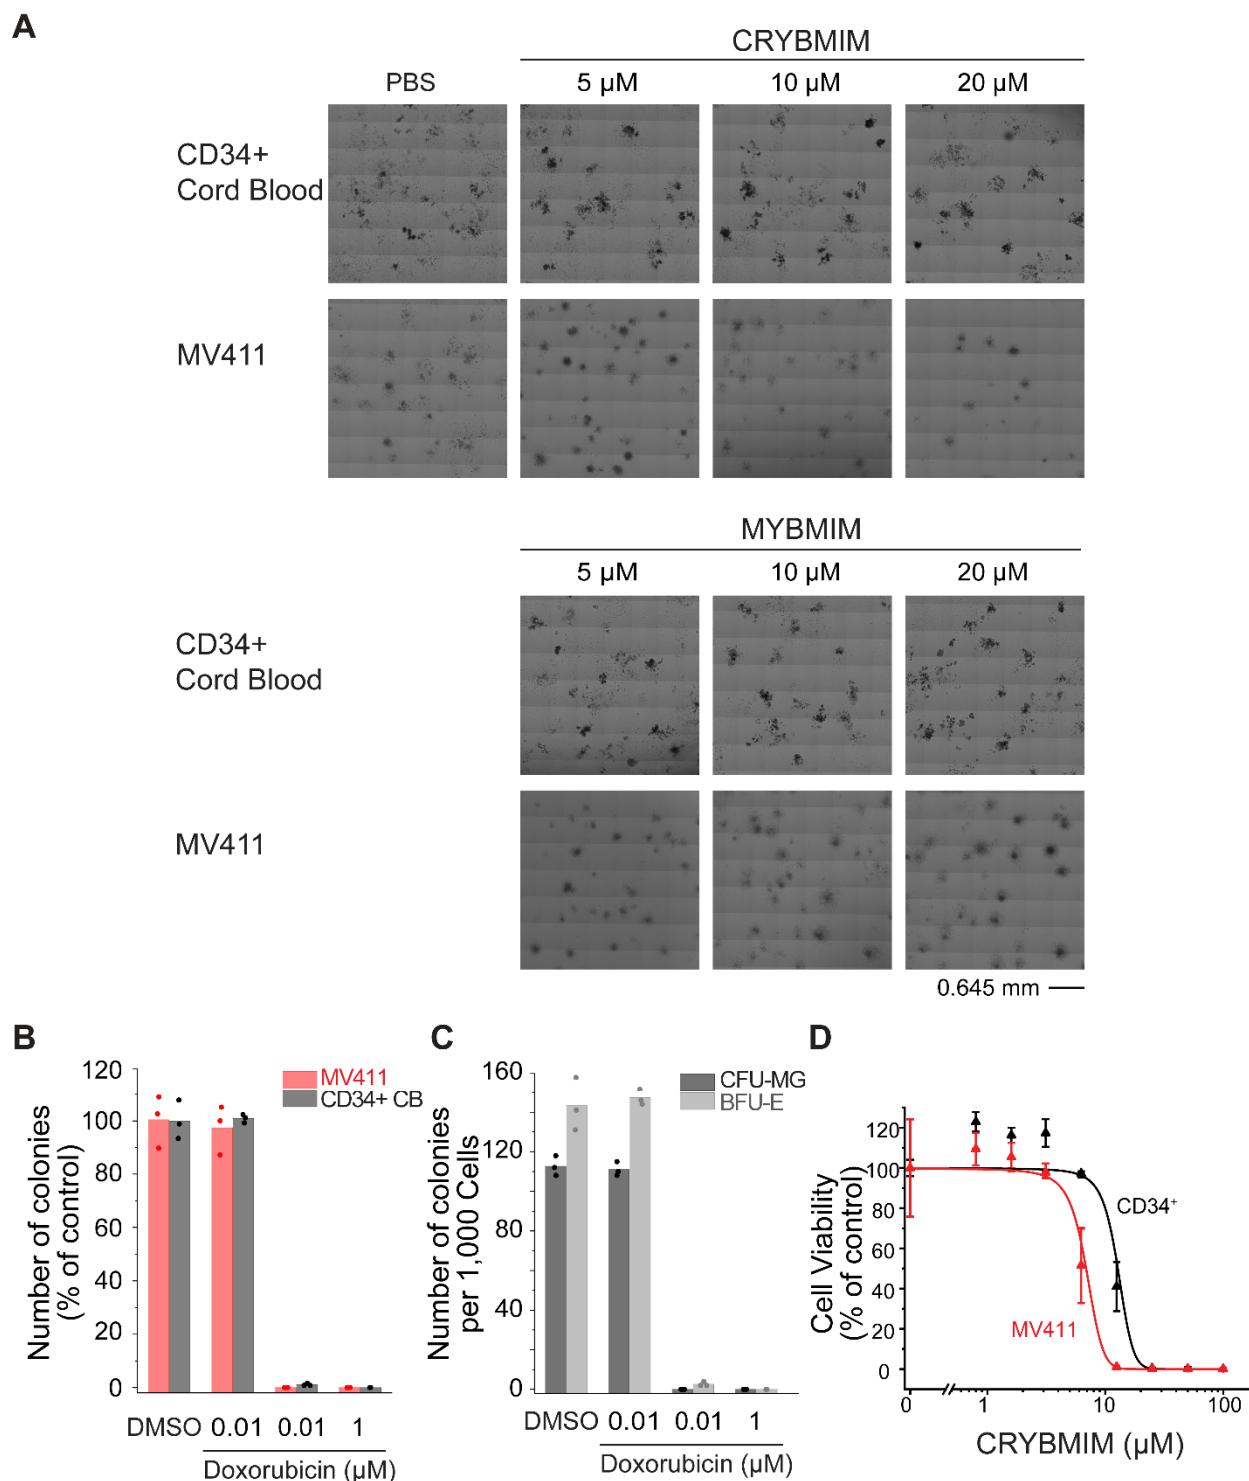 A
CRYBMIM
PBS
5 µM
10 µM
20 µM
CD34+
Cord Blood
MV411
MYBMIM
5 µM
10 µM
20 µM
CD34+
Cord Blood
MV411
0.645 mm
B
120
100
80
60
40
20
0
Number of colonies
(% of control)
MV411
CD34+ CB
DMSO
0.01
0.01
1
Doxorubicin (µM)
C
160
120
80
40
0
Number of colonies
per 1,000 Cells
CFU-MG
BFU-E
DMSO
0.01
0.01
1
Doxorubicin (µM)
D
120
100
80
60
40
20
0
Cell Viability
(% of control)
CD34+
MV411
0
1
10
100
CRYBMIM (µM)